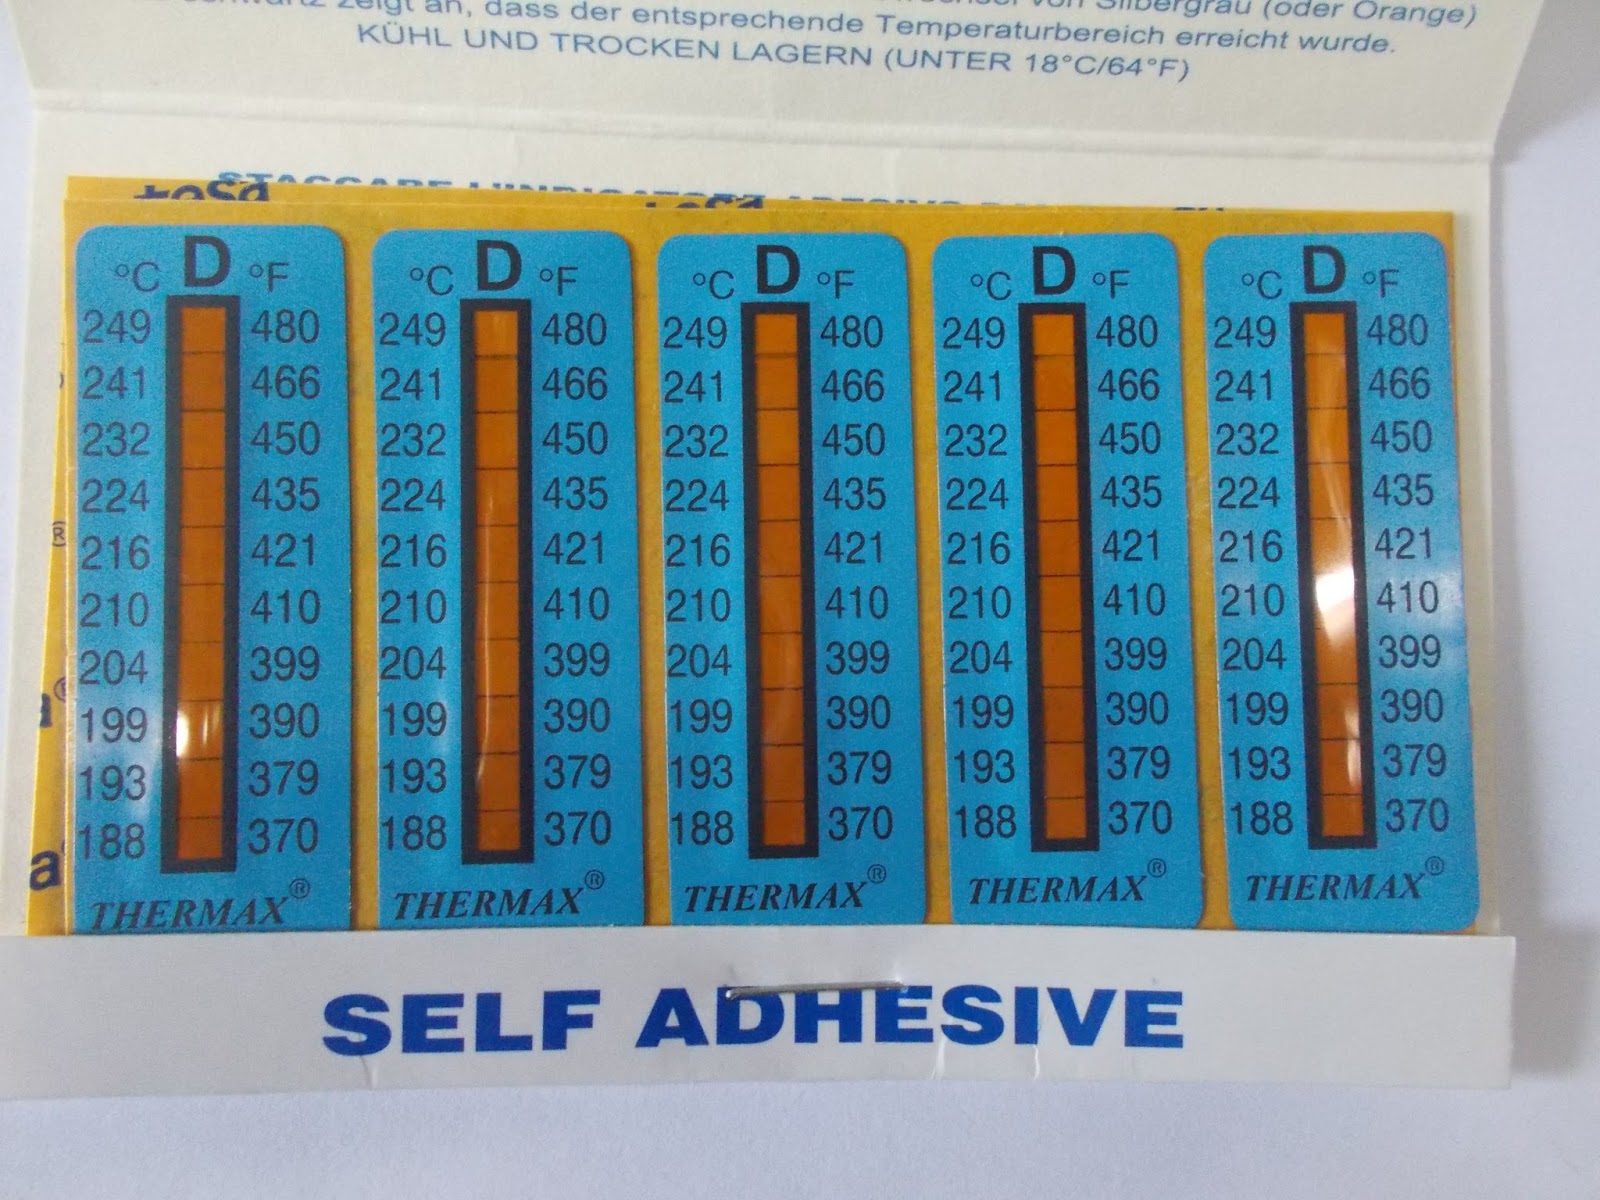 zeigt an, dass der entsprechende Temperaturbereich erreicht wurde.
von Silbergrau (oder Orange)
KÜHL UND TROCKEN LAGERN (UNTER 18°C/64°F)
°C D °F °C D °F °C D °F °C D °F °C D °F
249 480 249 480 249 480 249 480 249 480
241 466 241 466 241 466 241 466 241 466
232 450 232 450 232 450 232 450 232 450
224 435 224 435 224 435 224 435 224 435
216 421 216 421 216 421 216 421 216 421
210 410 210 410 210 410 210 410 210 410
204 399 204 399 204 399 204 399 204 399
199 390 199 390 199 390 199 390 199 390
193 379 193 379 193 379 193 379 193 379
188 370 188 370 188 370 188 370 188 370
THERMAX® THERMAX® THERMAX® THERMAX® THERMAX®
SELF ADHESIVE